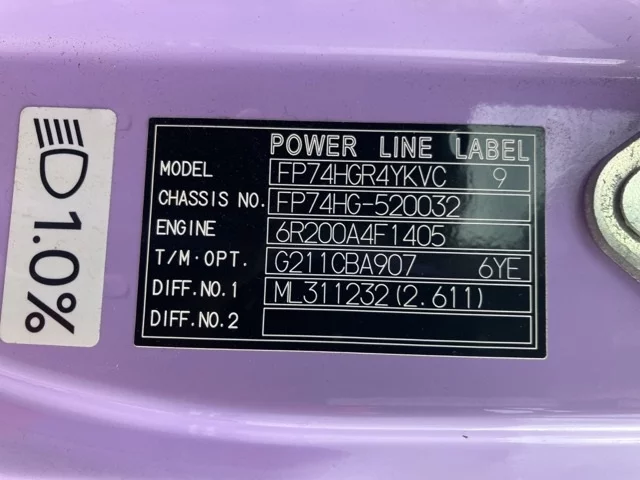 1.0%
POWER LINE LABEL
MODEL FP74HGR4YKVC 9
CHASSIS NO. FP74HG-520032
ENGINE 6R200A4F1405
T/M·OPT. G211CBA907 6YE
DIFF.NO.1 ML311232(2.611)
DIFF.NO.2